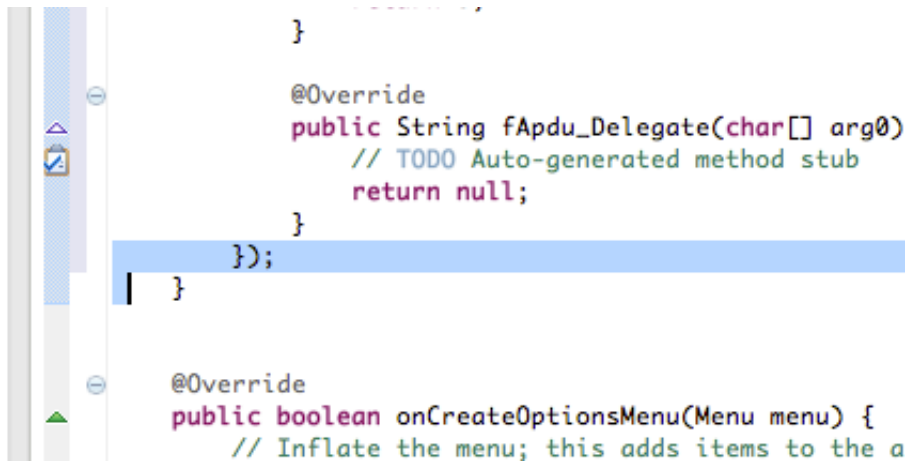 }
@Override
public String fApdu_Delegate(char[] arg0)
// TODO Auto-generated method stub
return null;
}
});
}
@Override
public boolean onCreateOptionsMenu(Menu menu) {
// Inflate the menu; this adds items to the a